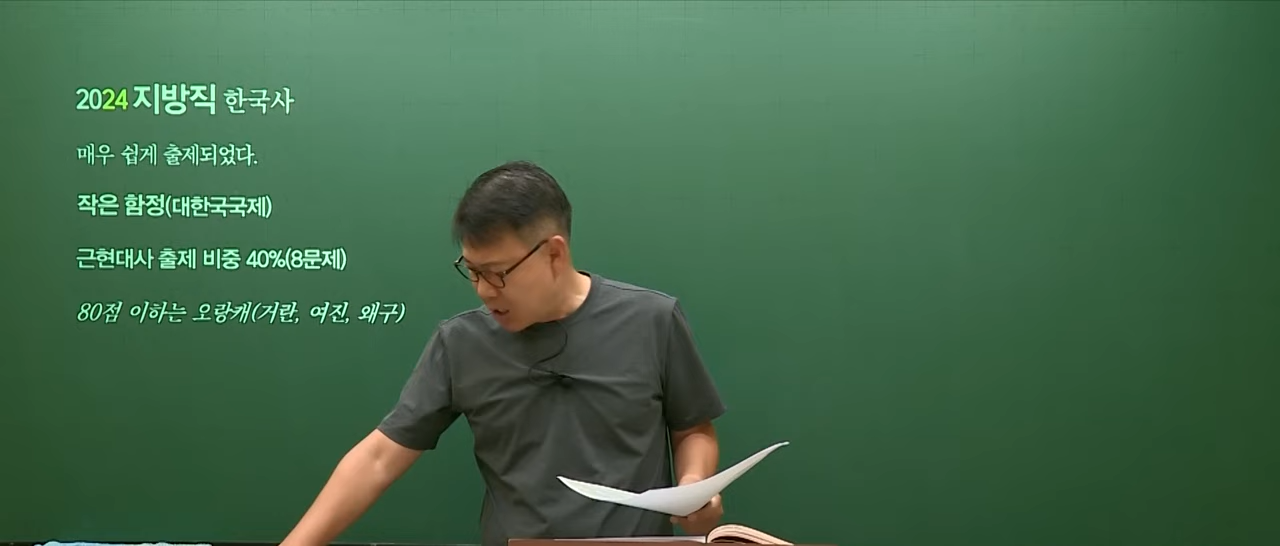 2024 지방직 한국사
매우 쉽게 출제되었다.
작은 함정(대한국국제)
근현대사 출제 비중 40%(8문제)
80점 이하는 오랑캐(거란, 여진, 왜구)